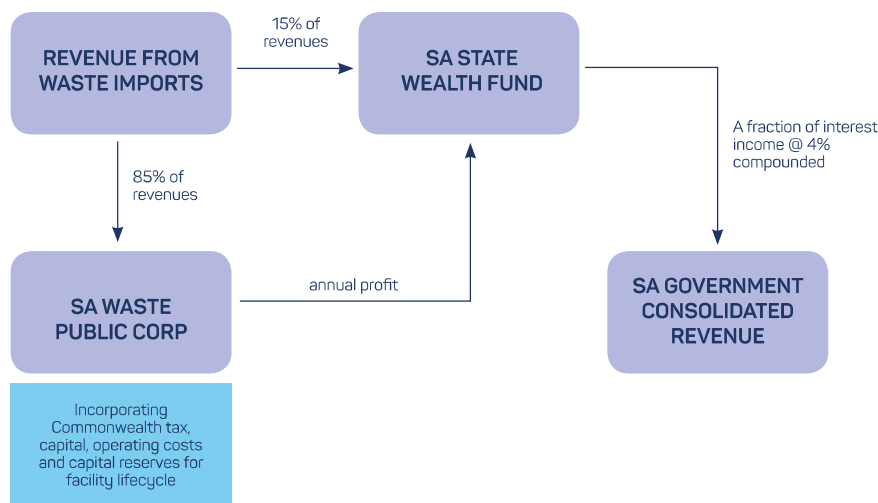 REVENUE FROM
WASTE IMPORTS
15% of
revenues
SA STATE
WEALTH FUND
A fraction of interest
income @ 4%
compounded
85% of
revenues
SA WASTE
PUBLIC CORP
annual profit
SA GOVERNMENT
CONSOLIDATED
REVENUE
Incorporating
Commonwealth tax,
capital, operating costs
and capital reserves for
facility lifecycle